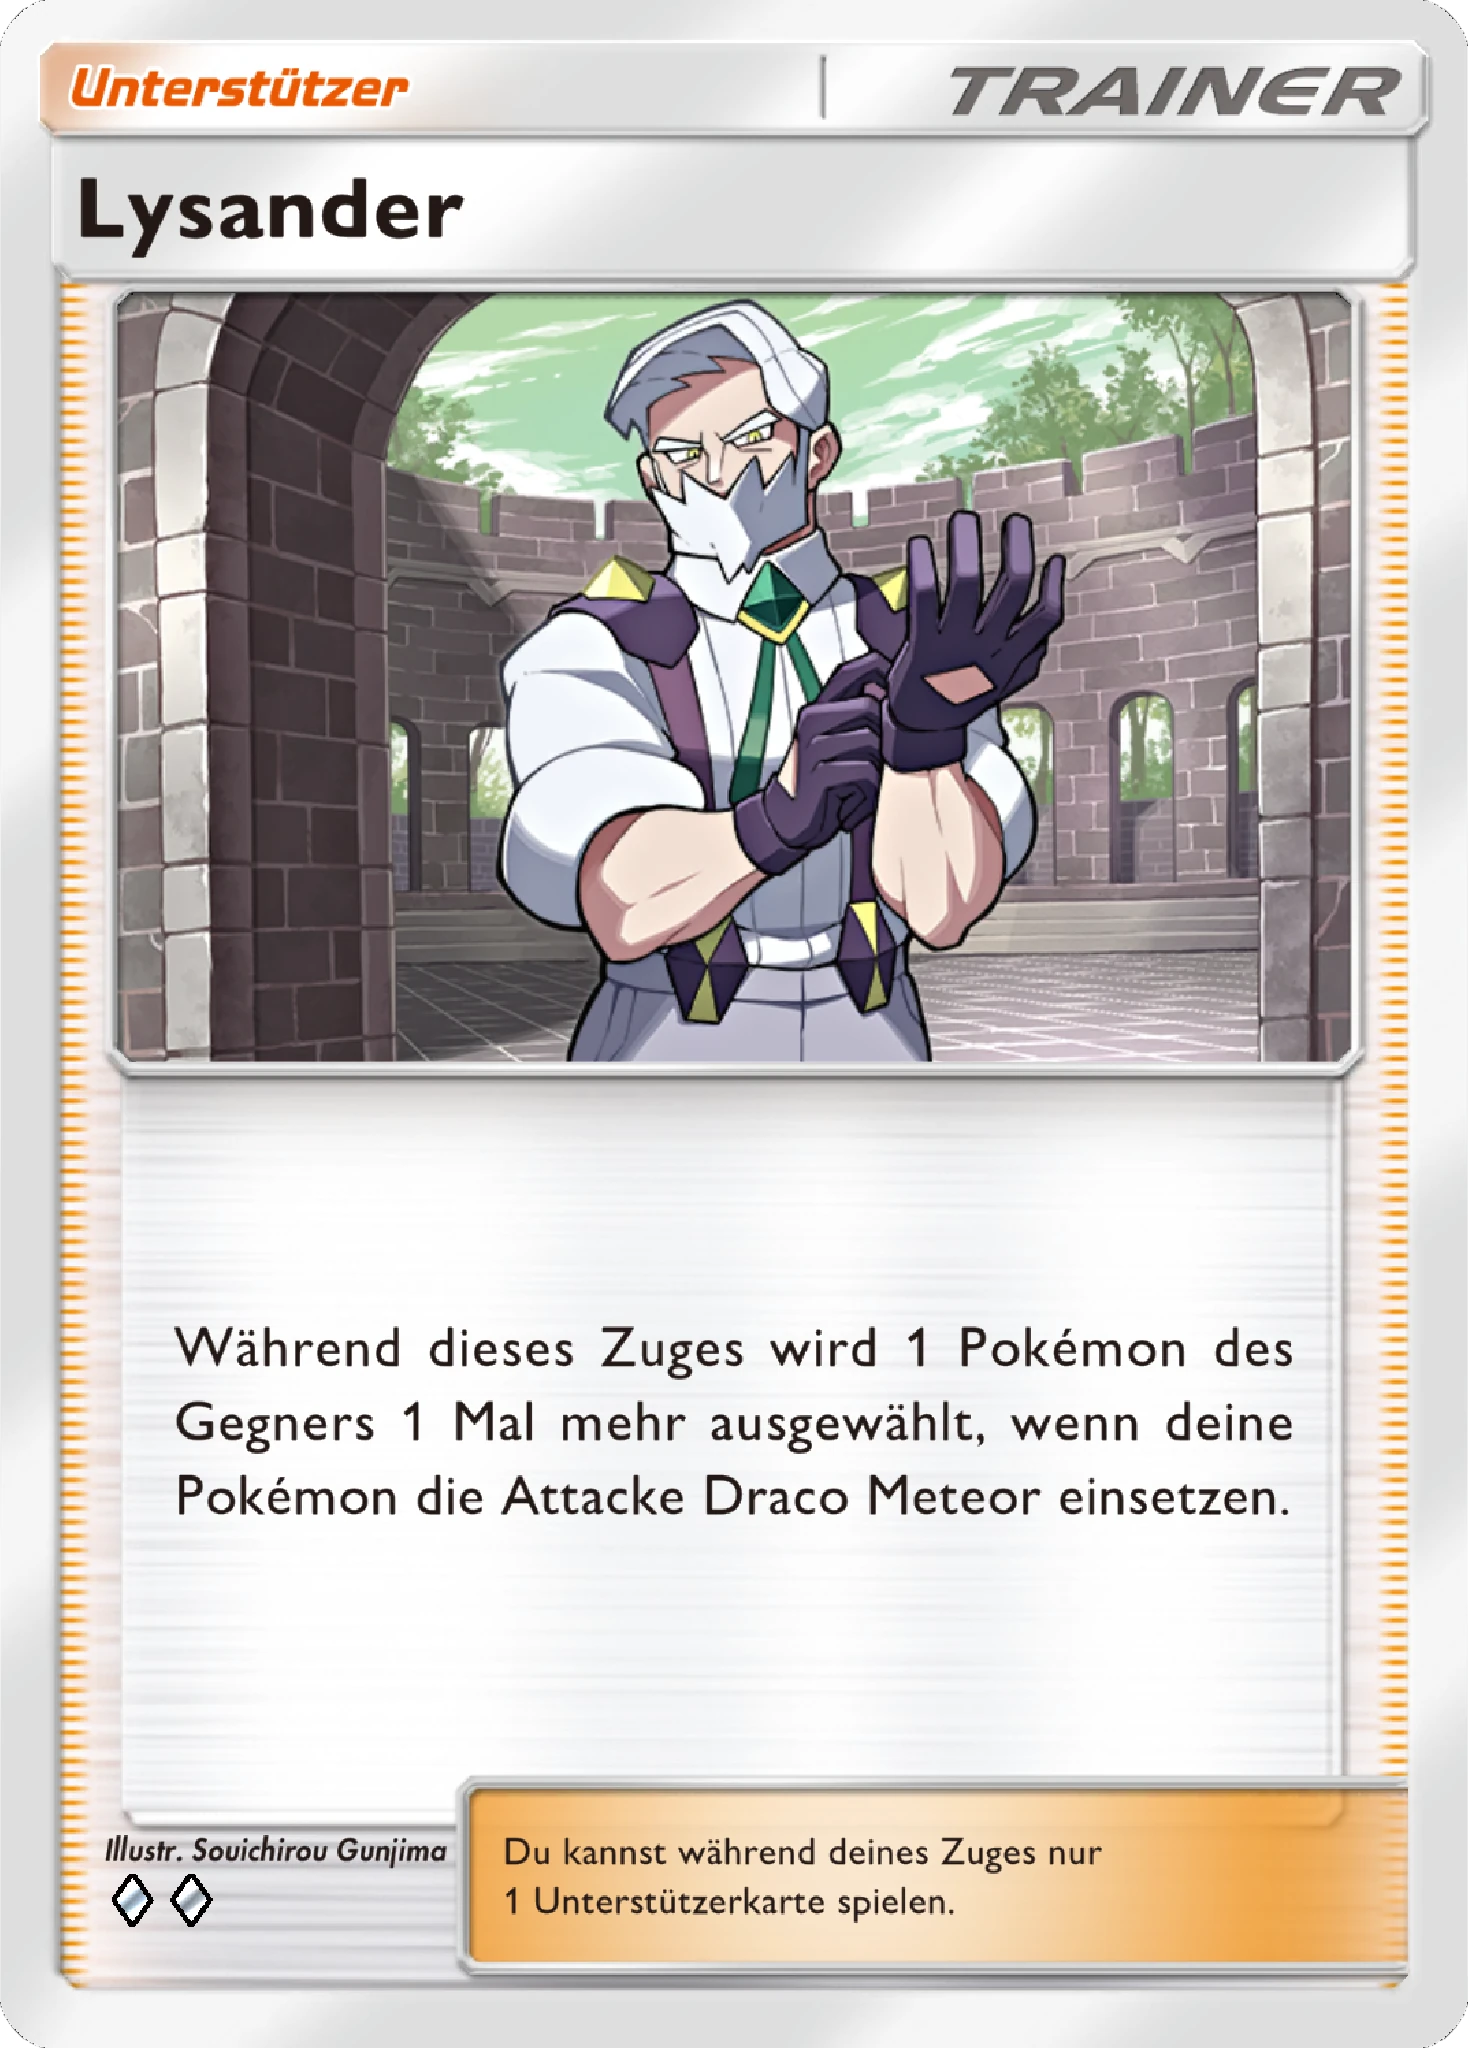 Unterstützer
TRAINER
Lysander
Während dieses Zuges wird 1 Pokémon des
Gegners 1 Mal mehr ausgewählt, wenn deine
Pokémon die Attacke Draco Meteor einsetzen.
Illustr. Souichirou Gunjima
Du kannst während deines Zuges nur
1 Unterstützerkarte spielen.